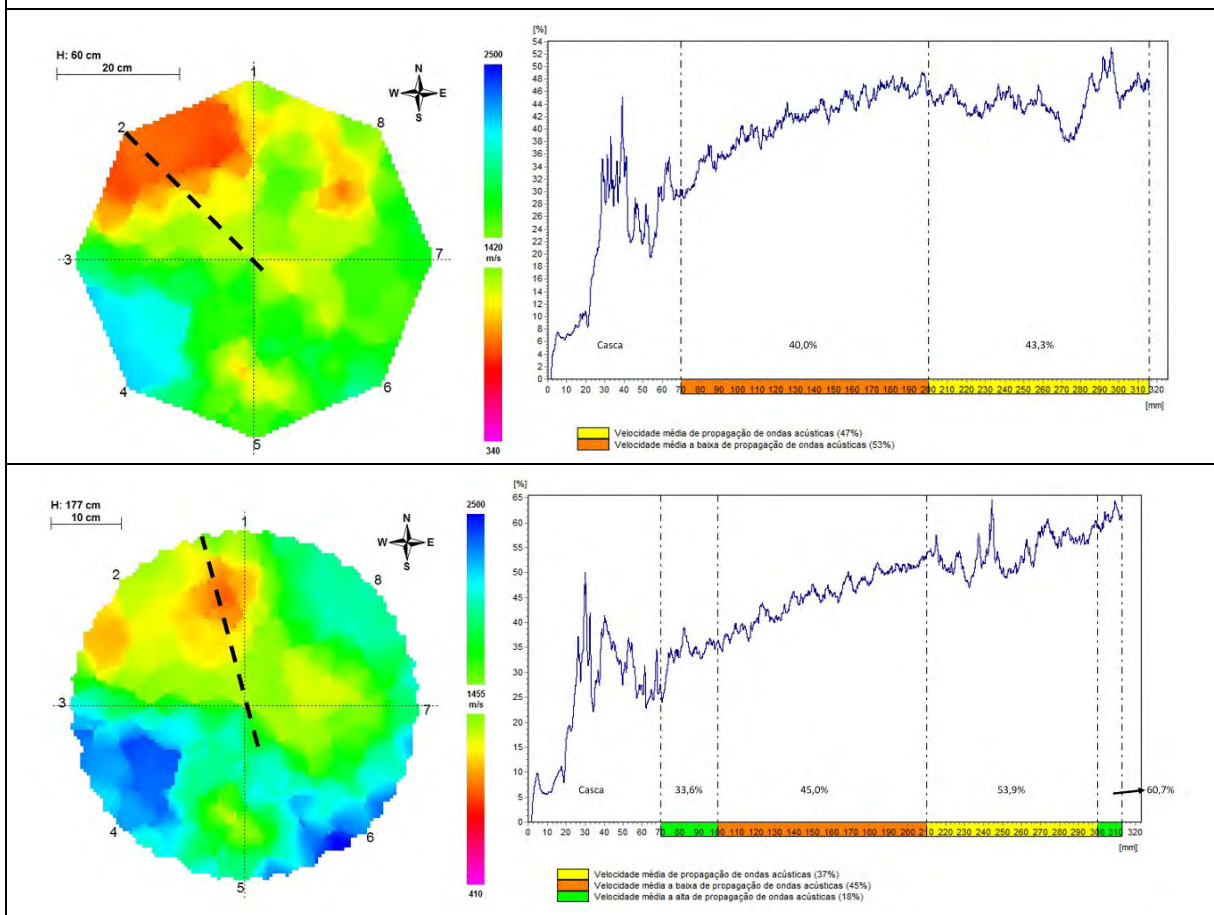 H: 60 cm
20 cm
N
W E
S
1
2
8
3
7
4
6
5
2500
1420
m/s
340
[%]
54
52
50
48
46
44
42
40
38
36
34
32
30
28
26
24
22
20
18
16
14
12
10
8
6
4
2
0
Casca 40,0% 43,3%
0 10 20 30 40 50 60 70 80 90 100 110 120 130 140 150 160 170 180 190 200 210 220 230 240 250 260 270 280 290 300 310 320
[mm]
Velocidade média de propagação de ondas acústicas (47%)
Velocidade média a baixa de propagação de ondas acústicas (53%)
H: 177 cm
10 cm
N
W E
S
1
2
8
3
7
4
6
5
2500
1455
m/s
410
[%]
65
60
55
50
45
40
35
30
25
20
15
10
5
0
Casca 33,6% 45,0% 53,9% 60,7%
0 10 20 30 40 50 60 70 80 90 100 110 120 130 140 150 160 170 180 190 200 210 220 230 240 250 260 270 280 290 300 310 320
[mm]
Velocidade média de propagação de ondas acústicas (37%)
Velocidade média a baixa de propagação de ondas acústicas (45%)
Velocidade média a alta de propagação de ondas acústicas (18%)